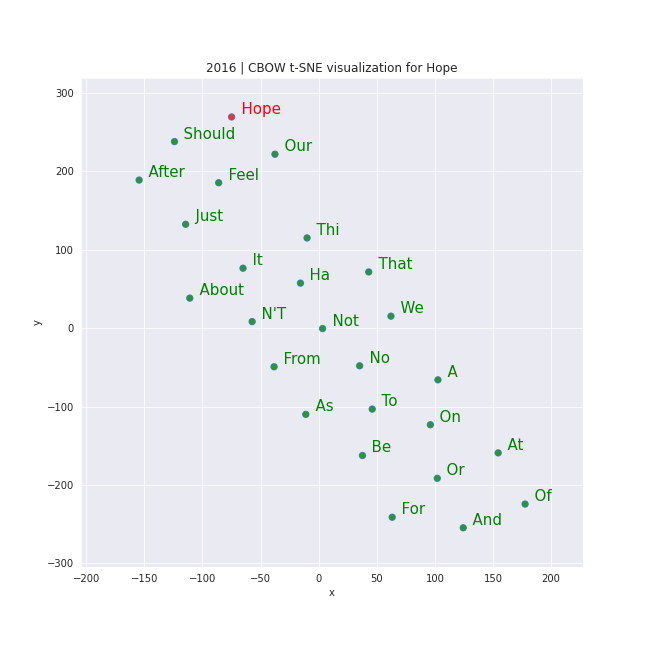 2016 | CBOW t-SNE visualization for Hope
300
Hope
Should
Our
200
After
Feel
Just
Thi
100
It
That
Ha
About
We
N'T
Not
0
From
No
A
As
To
−100
On
Be
At
Or
−200
Of
For
And
−300
−200 −150 −100 −50 0 50 100 150 200
x
y